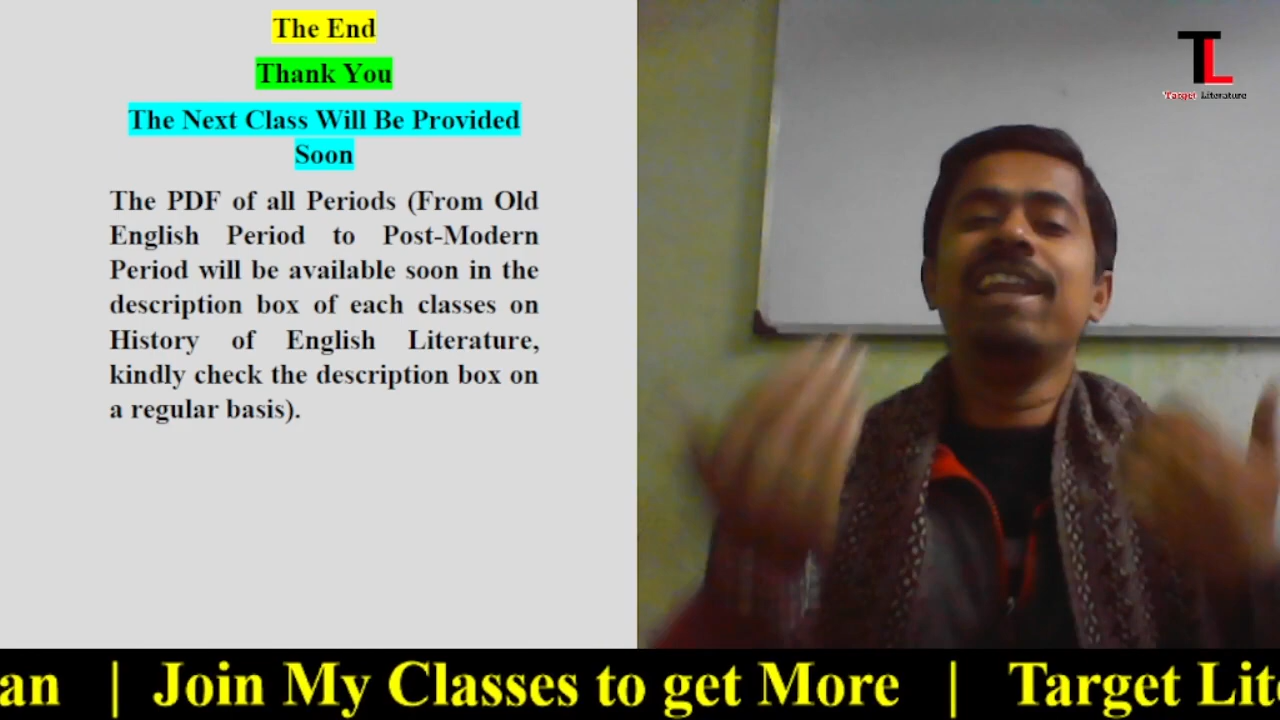 The End
Thank You
The Next Class Will Be Provided
Soon
The PDF of all Periods (From Old
English Period to Post-Modern
Period will be available soon in the
description box of each classes on
History of English Literature,
kindly check the description box on
a regular basis).
TL
Target Literature
an | Join My Classes to get More | Target Lite